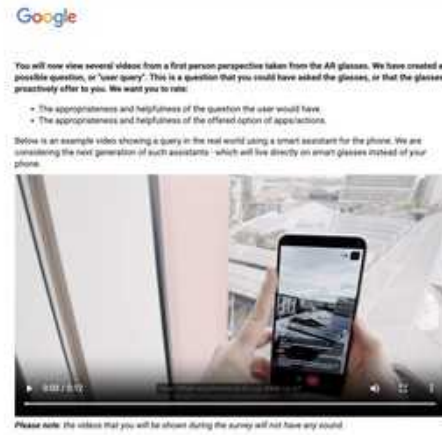 Google
You will now view several videos from a first person perspective taken from the AR glasses. We have created a
possible question, or "user query". This is a question that you could have asked the glasses, or that the glasses
proactively offer to you. We want you to rate:
• The appropriateness and helpfulness of the question the user would have.
• The appropriateness and helpfulness of the offered option of apps/actions.
Below is an example video showing a query in the real world using a smart assistant for the phone. We are
considering the next generation of such assistants - which will live directly on smart glasses instead of your
phone.
0:00 / 0:12
Please note: the videos that you will be shown during the survey will not have any sound.